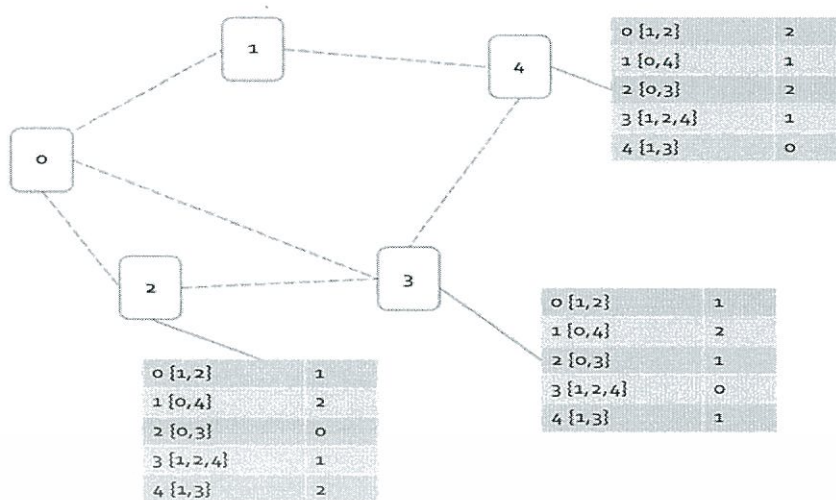 1
4
0
2
3
0 {1,2} 2
1 {0,4} 1
2 {0,3} 2
3 {1,2,4} 1
4 {1,3} 0
0 {1,2} 1
1 {0,4} 2
2 {0,3} 1
3 {1,2,4} 0
4 {1,3} 1
0 {1,2} 1
1 {0,4} 2
2 {0,3} 0
3 {1,2,4} 1
4 {1,3} 2